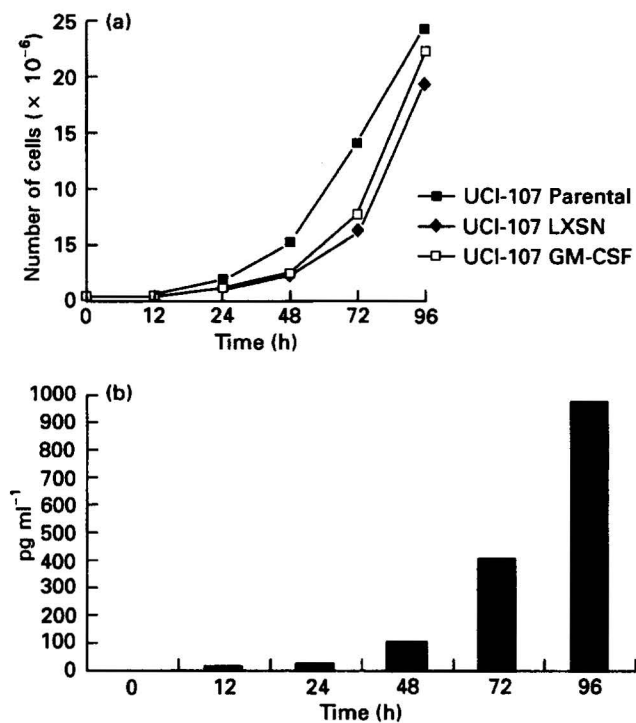 (a)
Number of cells (× 10⁻⁶)
25
20
15
10
15
0
0 12 24 48 72 96
Time (h)
UCI-107 Parental
UCI-107 LXSN
UCI-107 GM-CSF
(b)
pg ml⁻¹
1000
900
800
700
600
500
400
300
200
100
0
0 12 24 48 72 96
Time (h)